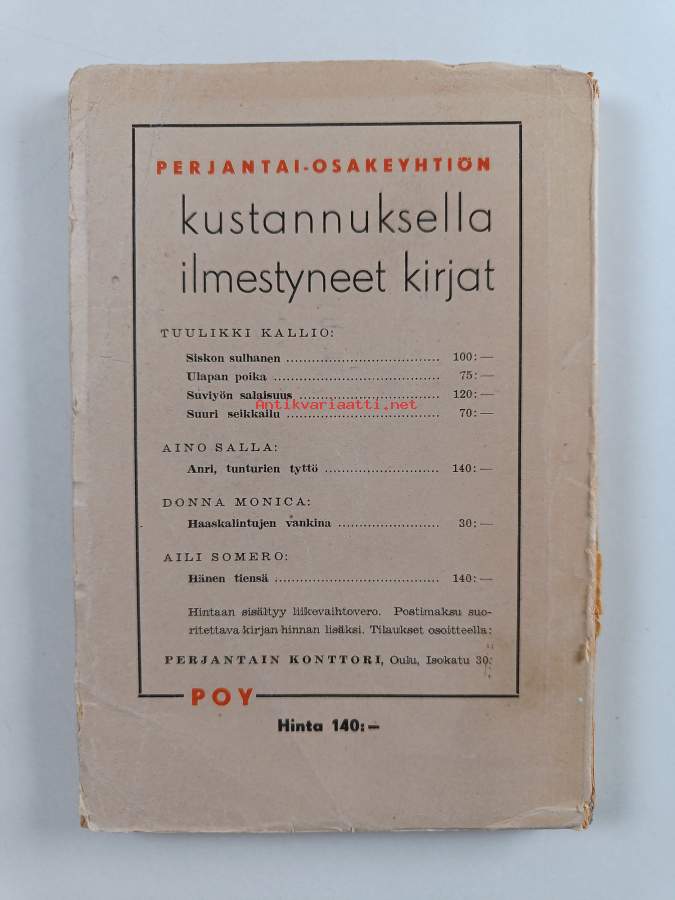 PERJANTAI-OSAKEYHTIÖN
kustannuksella
ilmestyneet kirjat
TUULIKKI KALLIO:
Siskon sulhanen ........................................ 100:—
Ulapan poika ........................................... 75:—
Suviyön salaisuus ..................................... 120:—
Antikvariaatti.net
Suuri seikkailu ........................................ 70:—
AINO SALLA:
Anri, tunturien tyttö .............................. 140:—
DONNA MONICA:
Haaskalintujen vankina ........................... 30:—
AILI SOMERO:
Hänen tiensä ........................................... 140:—
Hintaan sisältyy liikevaihtovero. Postimaksu suo-
ritettava kirjan hinnan lisäksi. Tilaukset osoitteella:
PERJANTAIN KONTTORI, Oulu, Isokatu 30.
POY
Hinta 140:—